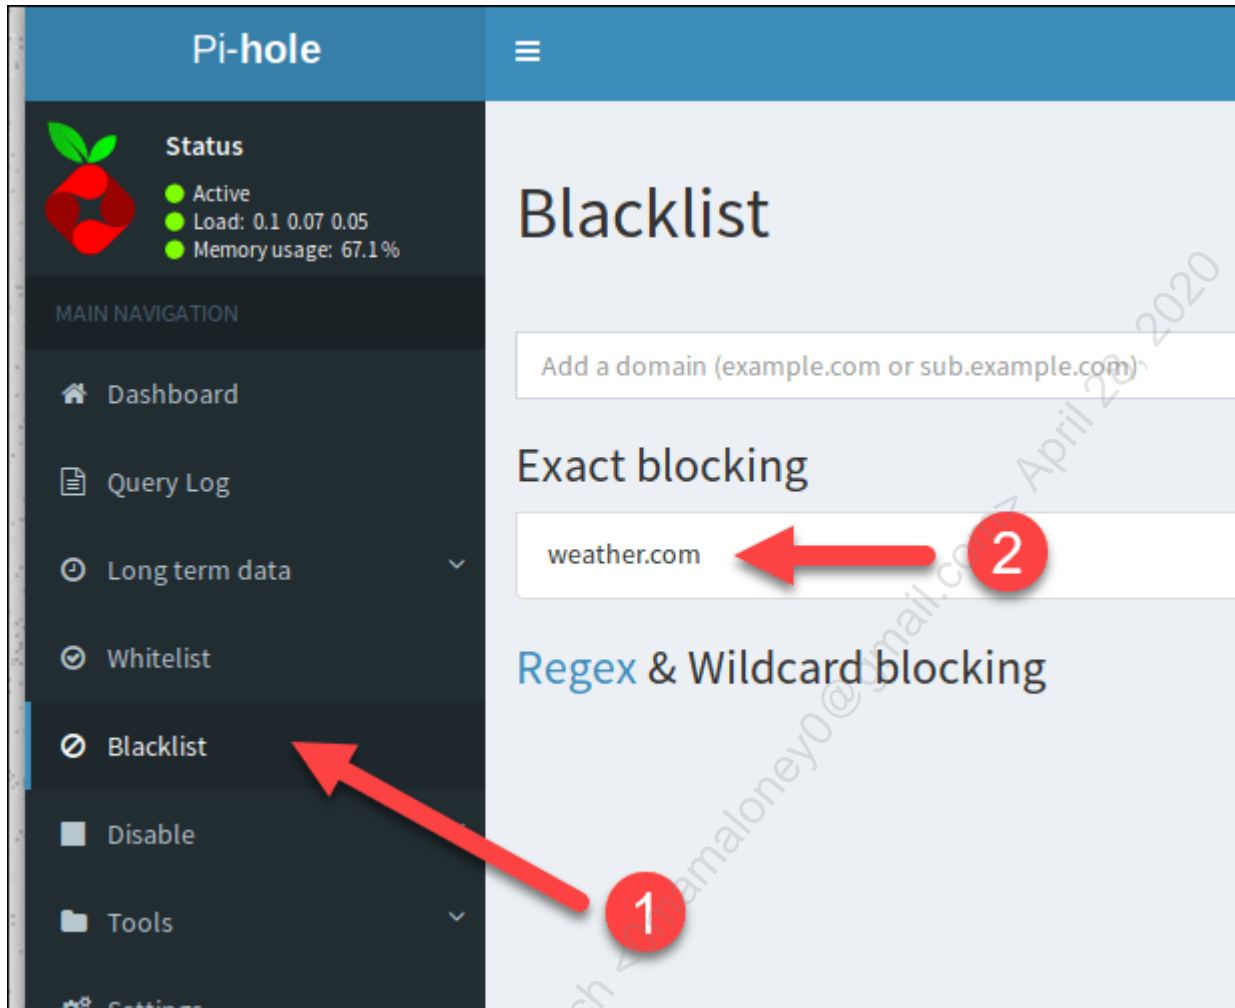 Pi-hole
Status
Active
Load: 0.1 0.07 0.05
Memory usage: 67.1%
MAIN NAVIGATION
Dashboard
Query Log
Long term data
Whitelist
Blacklist
Disable
Tools
Settings
Blacklist
Add a domain (example.com or sub.example.com)
Exact blocking
weather.com
2
Regex & Wildcard blocking
1
April 28, 2020